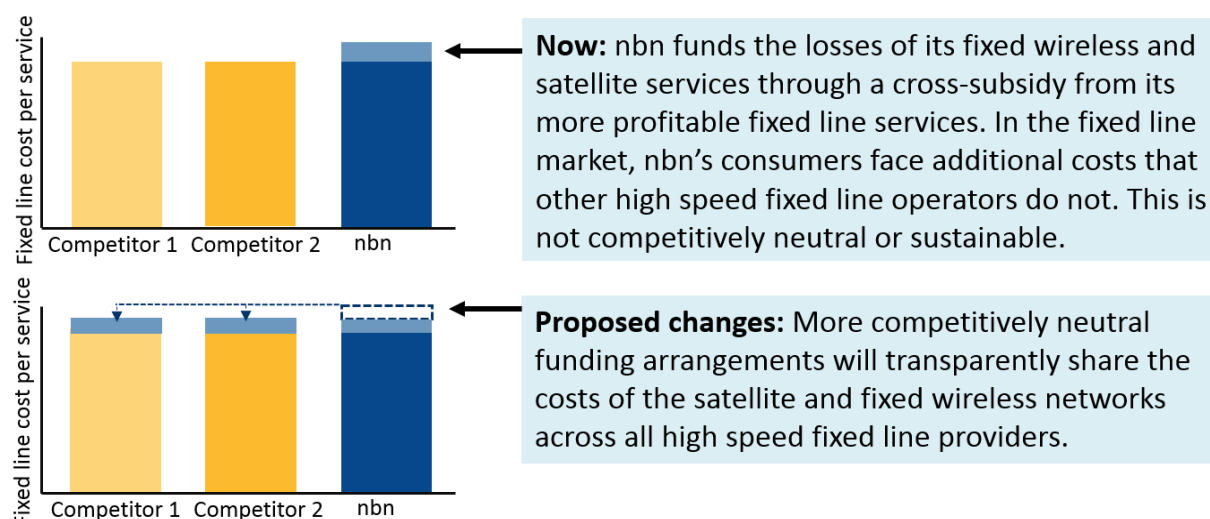 Fixed line cost per service
Competitor 1
Competitor 2
nbn
Now: nbn funds the losses of its fixed wireless and
satellite services through a cross-subsidy from its
more profitable fixed line services. In the fixed line
market, nbn’s consumers face additional costs that
other high speed fixed line operators do not. This is
not competitively neutral or sustainable.
Fixed line cost per service
Competitor 1
Competitor 2
nbn
Proposed changes: More competitively neutral
funding arrangements will transparently share the
costs of the satellite and fixed wireless networks
across all high speed fixed line providers.